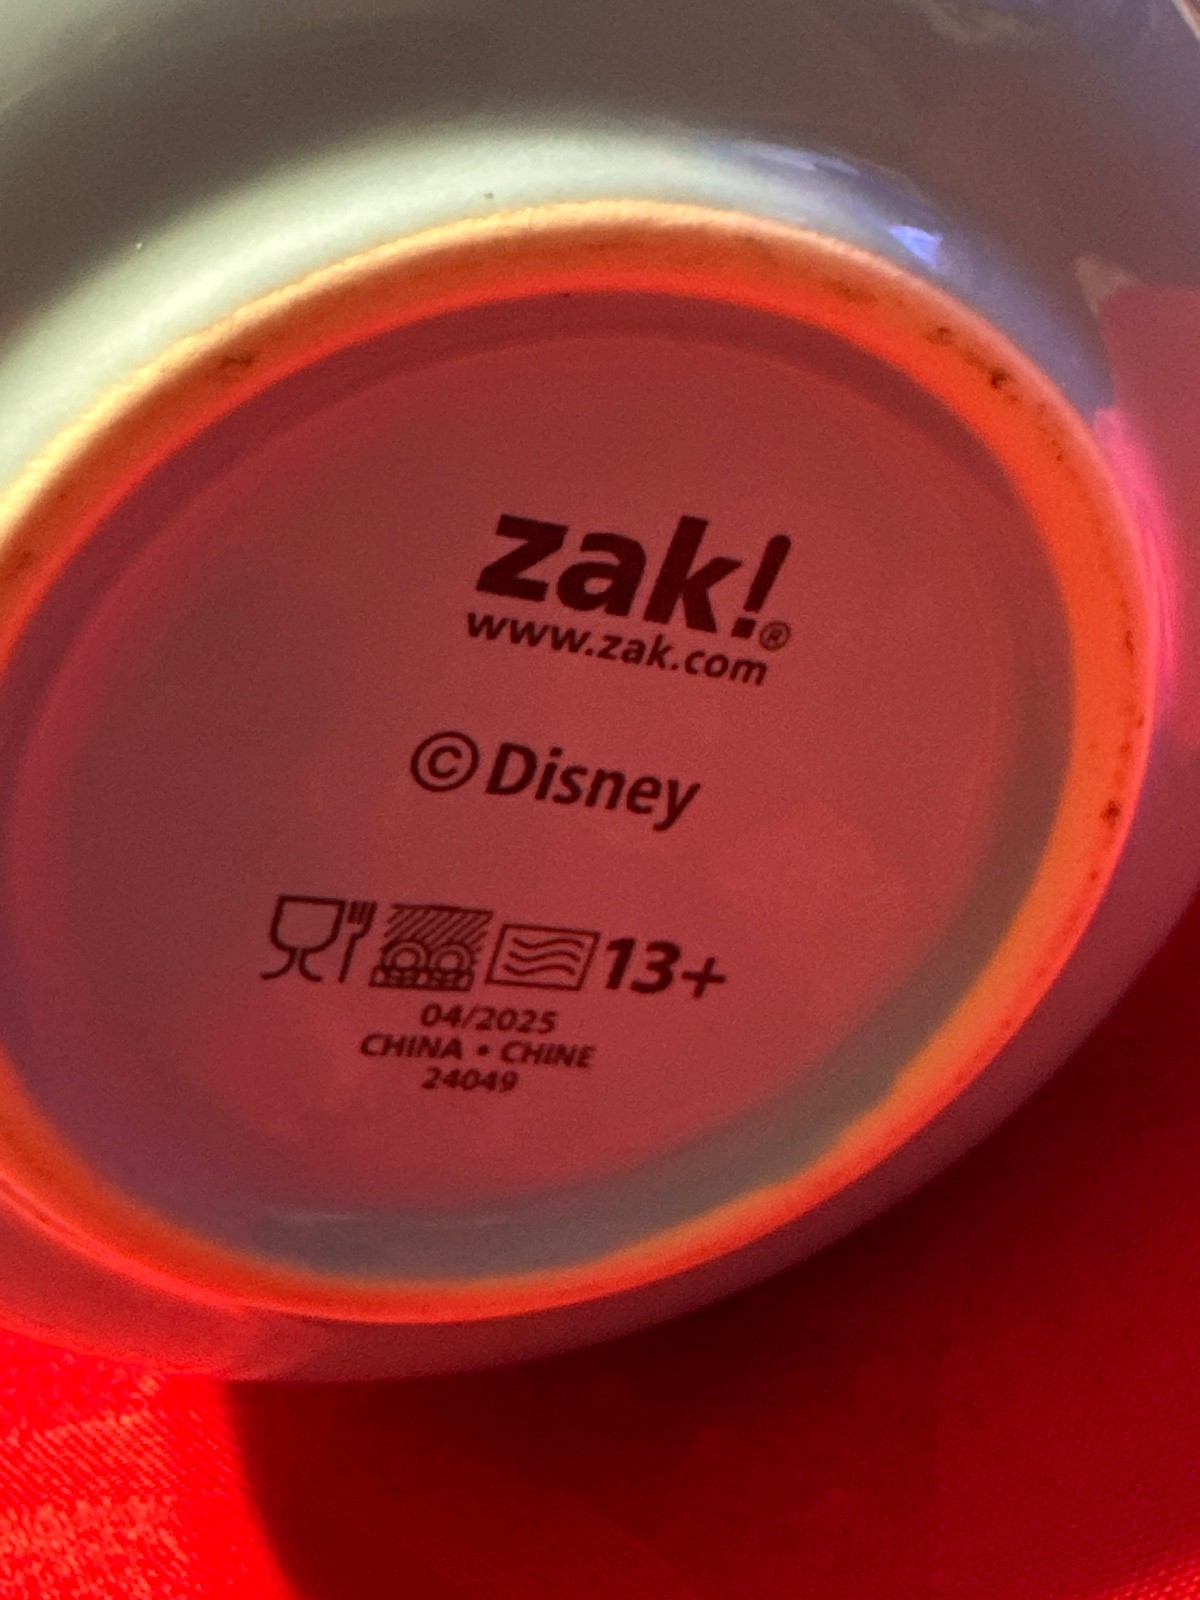 zak!®
www.zak.com
©Disney
13+
04/2025
CHINA • CHINE
24049